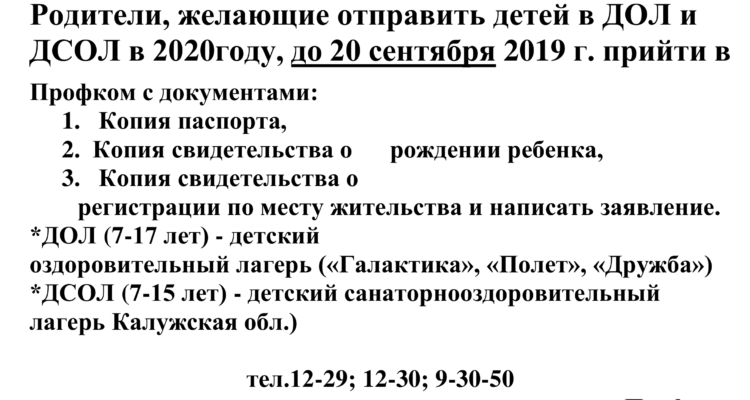 Родители, желающие отправить детей в ДОЛ и
ДСОЛ в 2020году, до 20 сентября 2019 г. прийти в
Профком с документами:
1. Копия паспорта,
2. Копия свидетельства о рождении ребенка,
3. Копия свидетельства о
регистрации по месту жительства и написать заявление.
*ДОЛ (7-17 лет) - детский
оздоровительный лагерь («Галактика», «Полет», «Дружба»)
*ДСОЛ (7-15 лет) - детский санаторнооздоровительный
лагерь Калужская обл.)
тел.12-29; 12-30; 9-30-50